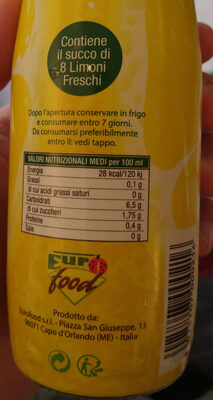 Contiene
il succo di
8 Limoni
Freschi
Dopo l'apertura conservare in frigo
e consumare entro 7 giorni.
Da consumarsi preferibilmente
entro il: vedi tappo.
VALORI NUTRIZIONALI MEDI per 100 ml
Energia 28 kcal/120 kj
Grassi 0,1 g
di cui acidi grassi saturi 0 g
Carboidrati 6,5 g
di cui zuccheri 1,75 g
Proteine 0,4 g
Sale 0 g
Euro
food
Prodotto da:
Eurofood s.r.l. - Piazza San Giuseppe, 13
98071 Capo d'Orlando (ME) - Italia